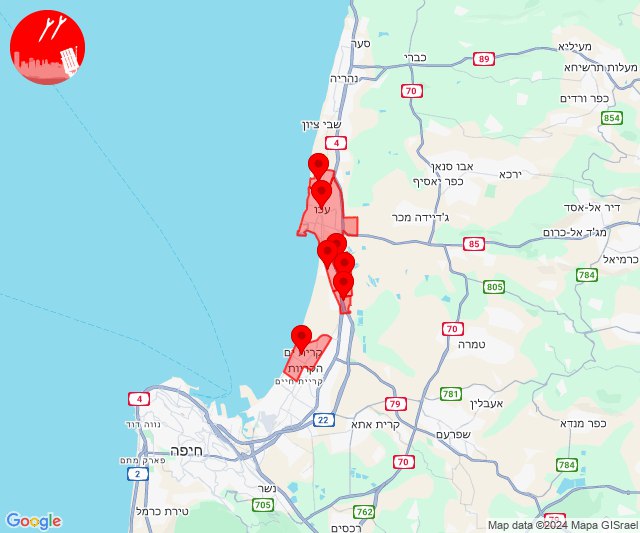 סער
כברי
מעיליא
89
מעלות תרשיחא
נהריה
70
כפר ורדים
854
שבי ציון
4
אבו סנאן
ירכא
כפר יאסיף
עכו
ג'דיידה מכר
דיר אל-אסד
מג'ד אל-כרום
85
כרמיאל
784
805
70
טמרה
הקריות
קריית חיים
781
אעבלין
4
79
22
נווה דוד
קרית אתא
כפר מנדא
שפרעם
חיפה
פארק מתם
70
784
2
נשר
705
762
טירת כרמל
רכסים
Google
Map data ©2024 Mapa GISrael